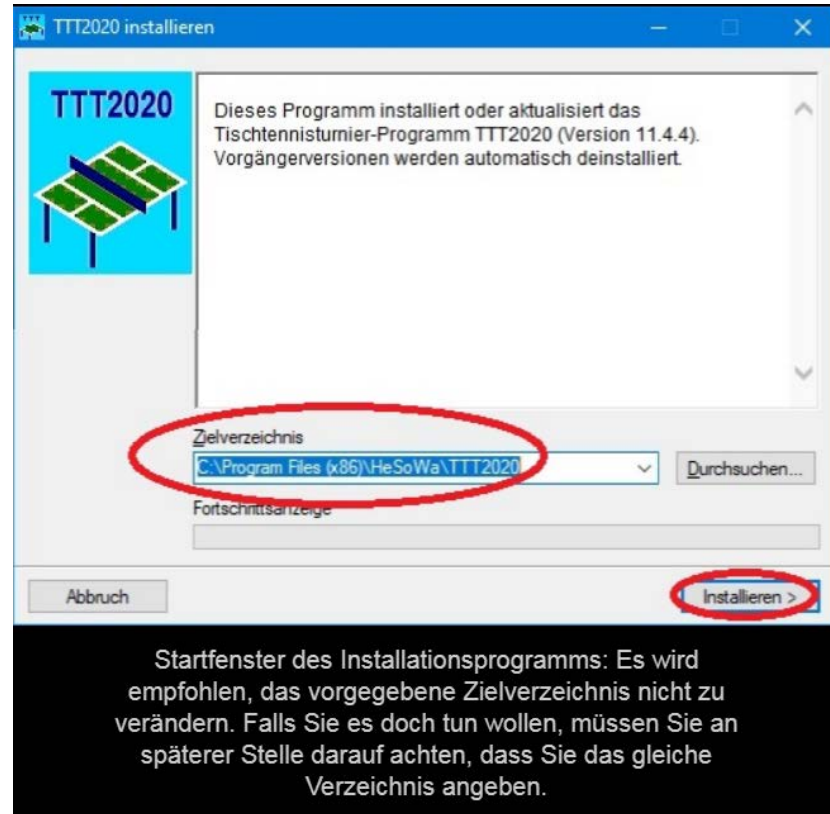 TTT2020 installieren
TTT2020
Dieses Programm installiert oder aktualisiert das
Tischtennisturnier-Programm TTT2020 (Version 11.4.4).
Vorgängerversionen werden automatisch deinstalliert.
Zielverzeichnis
C:\Program Files (x86)\HeSoWa\TTT2020
Durchsuchen...
Fortschrittsanzeige
Abbruch
Installieren >
Startfenster des Installationsprogramms: Es wird
empfohlen, das vorgegebene Zielverzeichnis nicht zu
verändern. Falls Sie es doch tun wollen, müssen Sie an
späterer Stelle darauf achten, dass Sie das gleiche
Verzeichnis angeben.